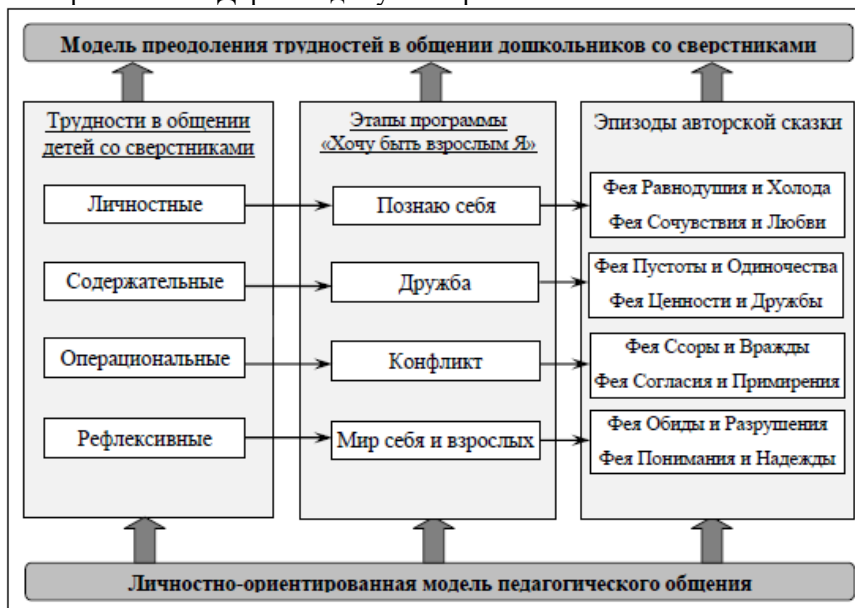 Модель преодоления трудностей в общении дошкольников со сверстниками
Трудности в общении
детей со сверстниками
Личностные
Содержательные
Операциональные
Рефлексивные
Этапы программы
«Хочу быть взрослым Я»
Познаю себя
Дружба
Конфликт
Мир себя и взрослых
Эпизоды авторской сказки
Фея Равнодушия и Холода
Фея Сочувствия и Любви
Фея Пустоты и Одиночества
Фея Ценности и Дружбы
Фея Ссоры и Вражды
Фея Согласия и Примирения
Фея Обиды и Разрушения
Фея Понимания и Надежды
Личностно-ориентированная модель педагогического общения